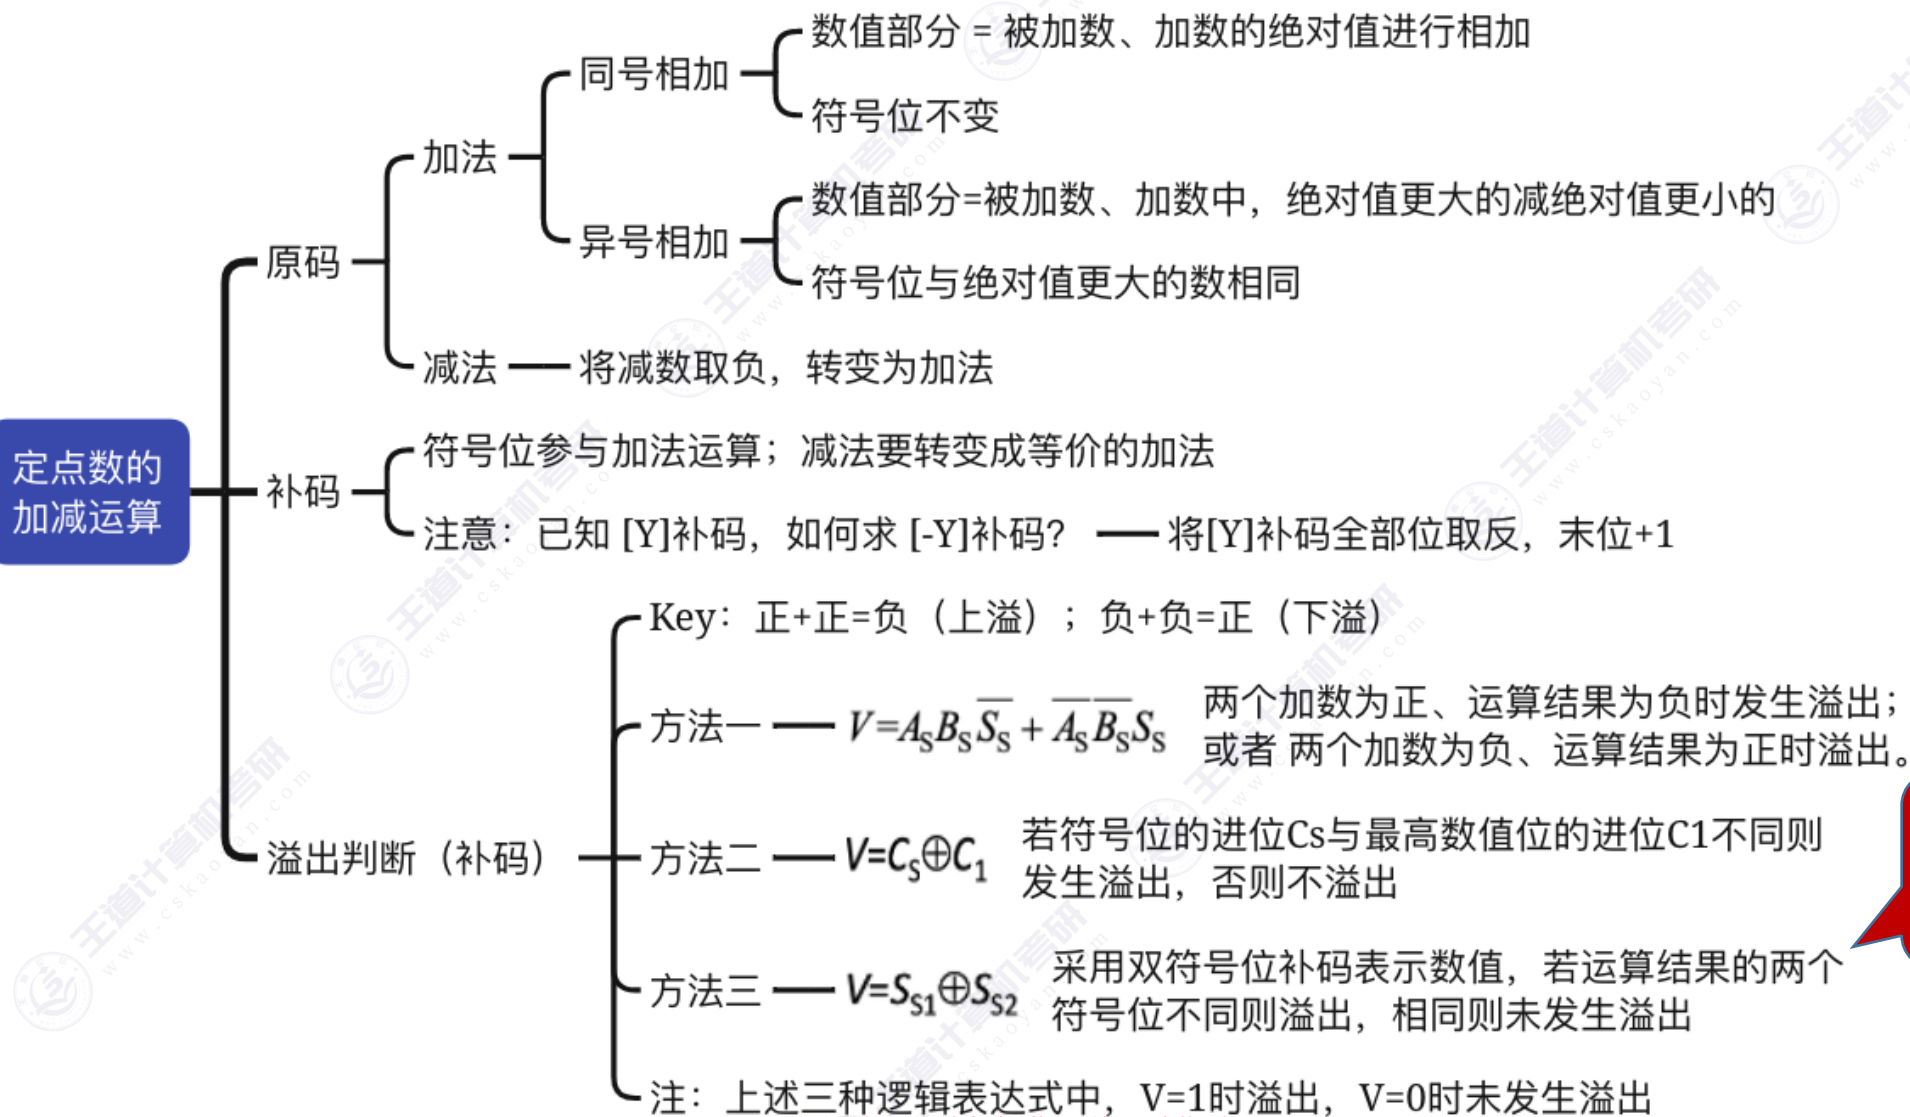 数值部分 = 被加数、加数的绝对值进行相加
同号相加
符号位不变
加法
数值部分=被加数、加数中，绝对值更大的减绝对值更小的
异号相加
符号位与绝对值更大的数相同
原码
减法
将减数取负，转变为加法
定点数的
加减运算
符号位参与加法运算；减法要转变成等价的加法
补码
注意：已知 [Y]补码，如何求 [-Y]补码？
将[Y]补码全部位取反，末位+1
Key：正+正=负（上溢）；负+负=正（下溢）
方法一
V=A_S B_S S̅_S + A̅_S B̅_S S_S
两个加数为正、运算结果为负时发生溢出；
或者 两个加数为负、运算结果为正时溢出。
溢出判断（补码）
方法二
V=C_S⊕C_1
若符号位的进位Cs与最高数值位的进位C1不同则
发生溢出，否则不溢出
方法三
V=S_S1⊕S_S2
采用双符号位补码表示数值，若运算结果的两个
符号位不同则溢出，相同则未发生溢出
注：上述三种逻辑表达式中，V=1时溢出，V=0时未发生溢出
王道计算机考研
www.cskaoyan.com